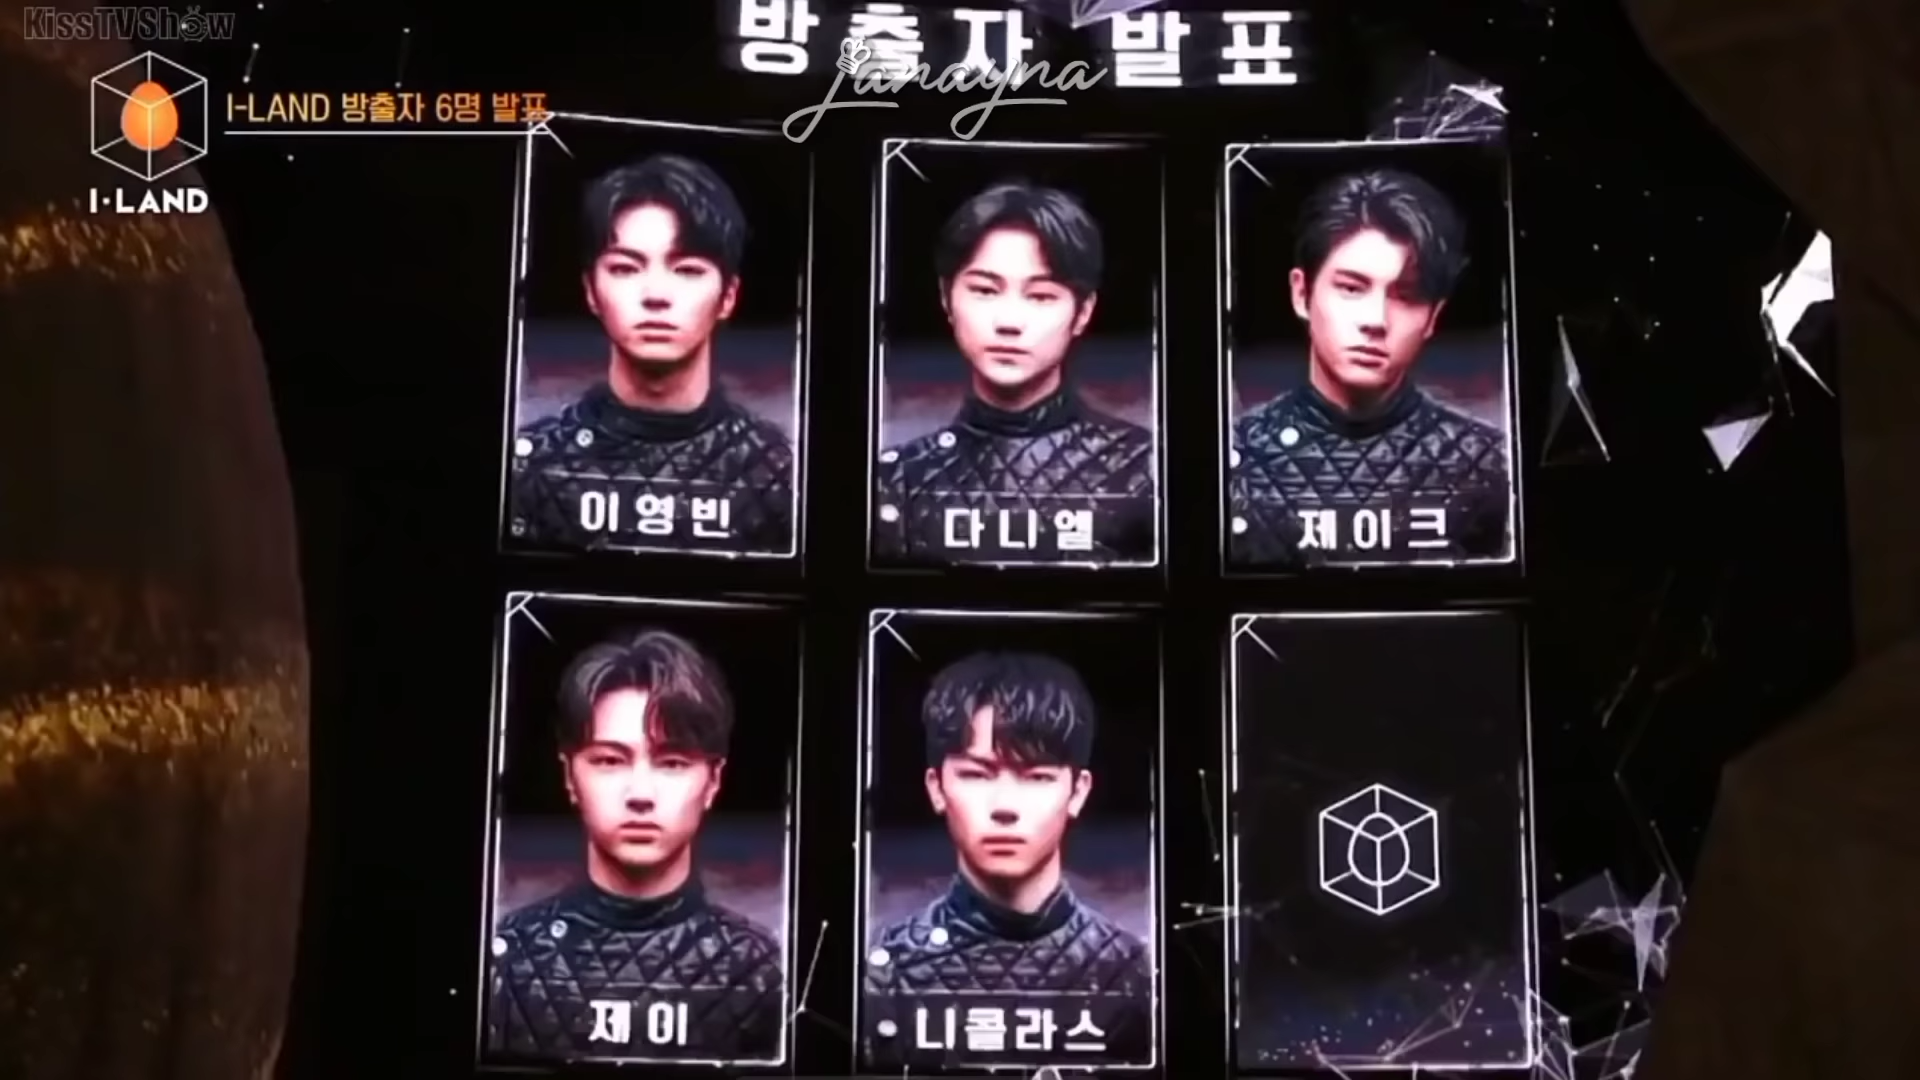 KissTVShow
방출자 발표
janayna
I-LAND 방출자 6명 발표
I·LAND
이영빈
다니엘
제이크
제이
니콜라스